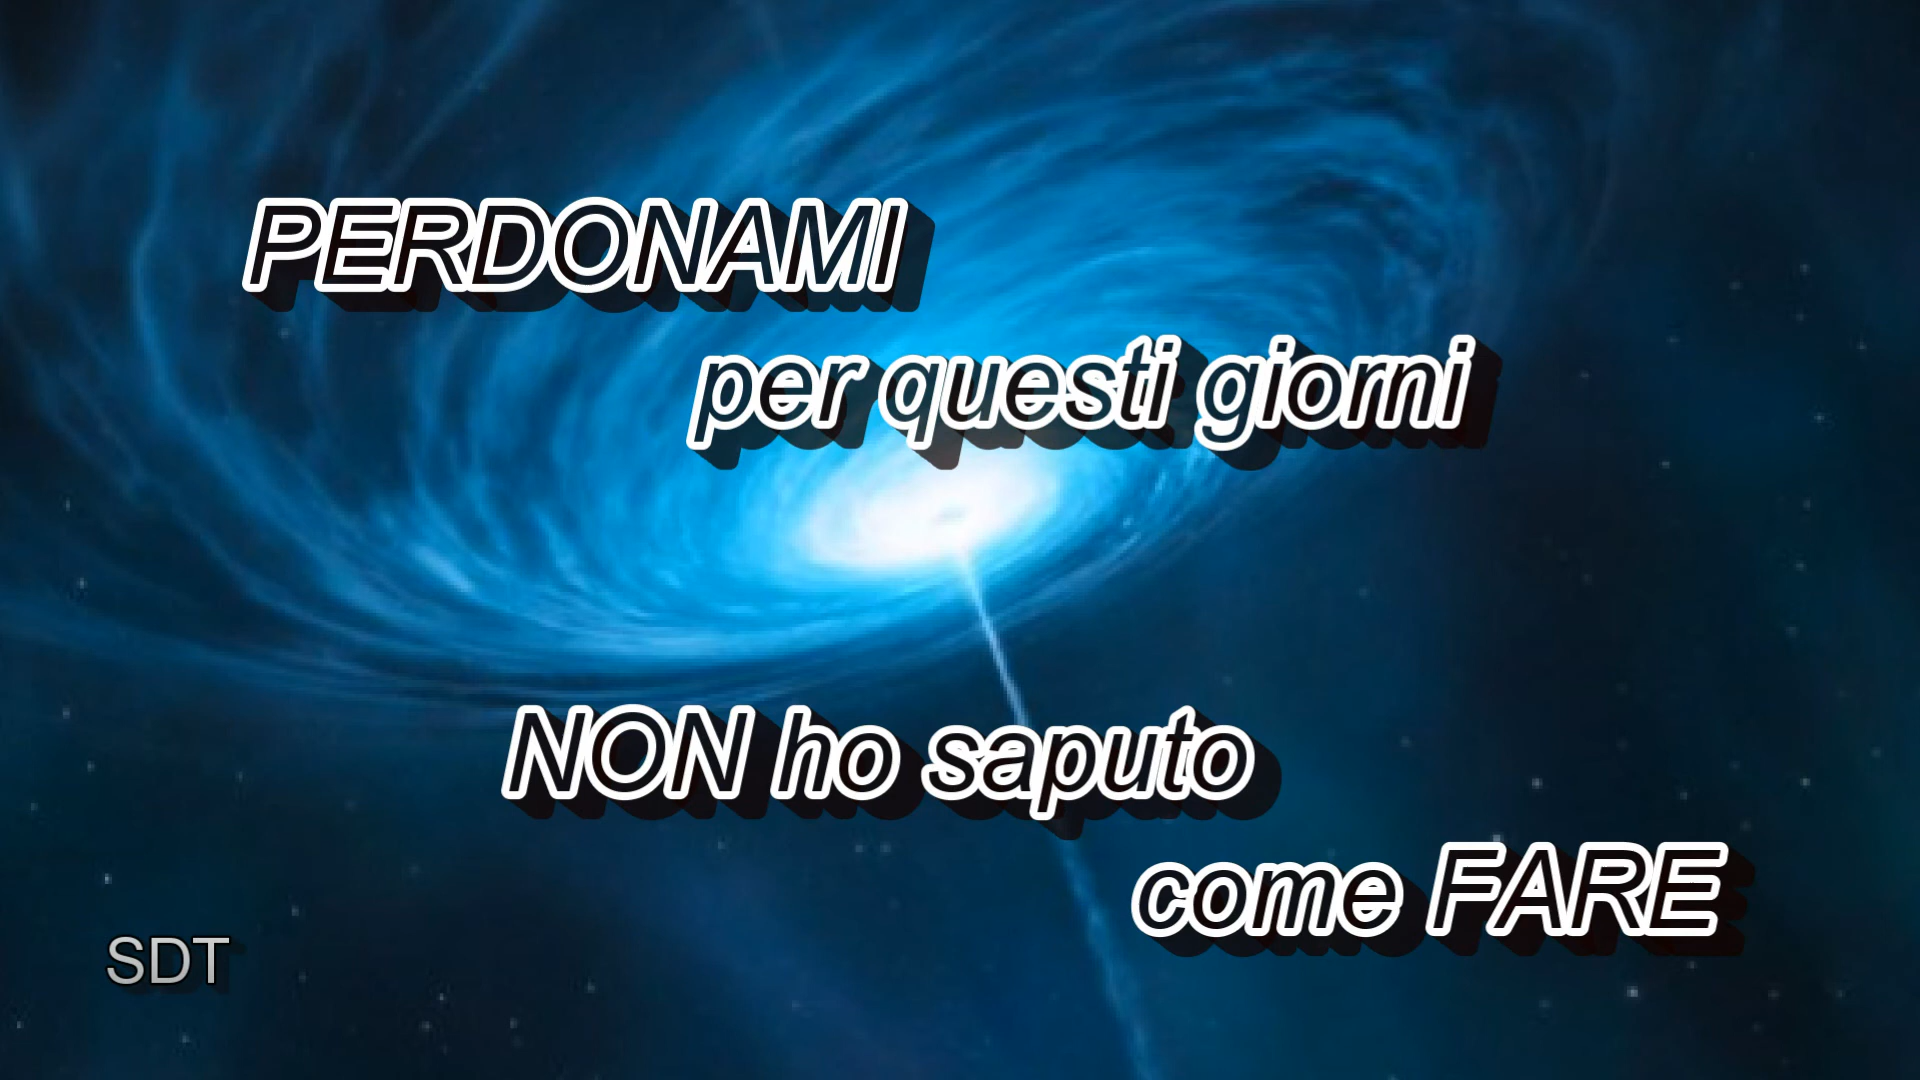 PERDONAMI
per questi giorni
NON ho saputo
come FARE
SDT